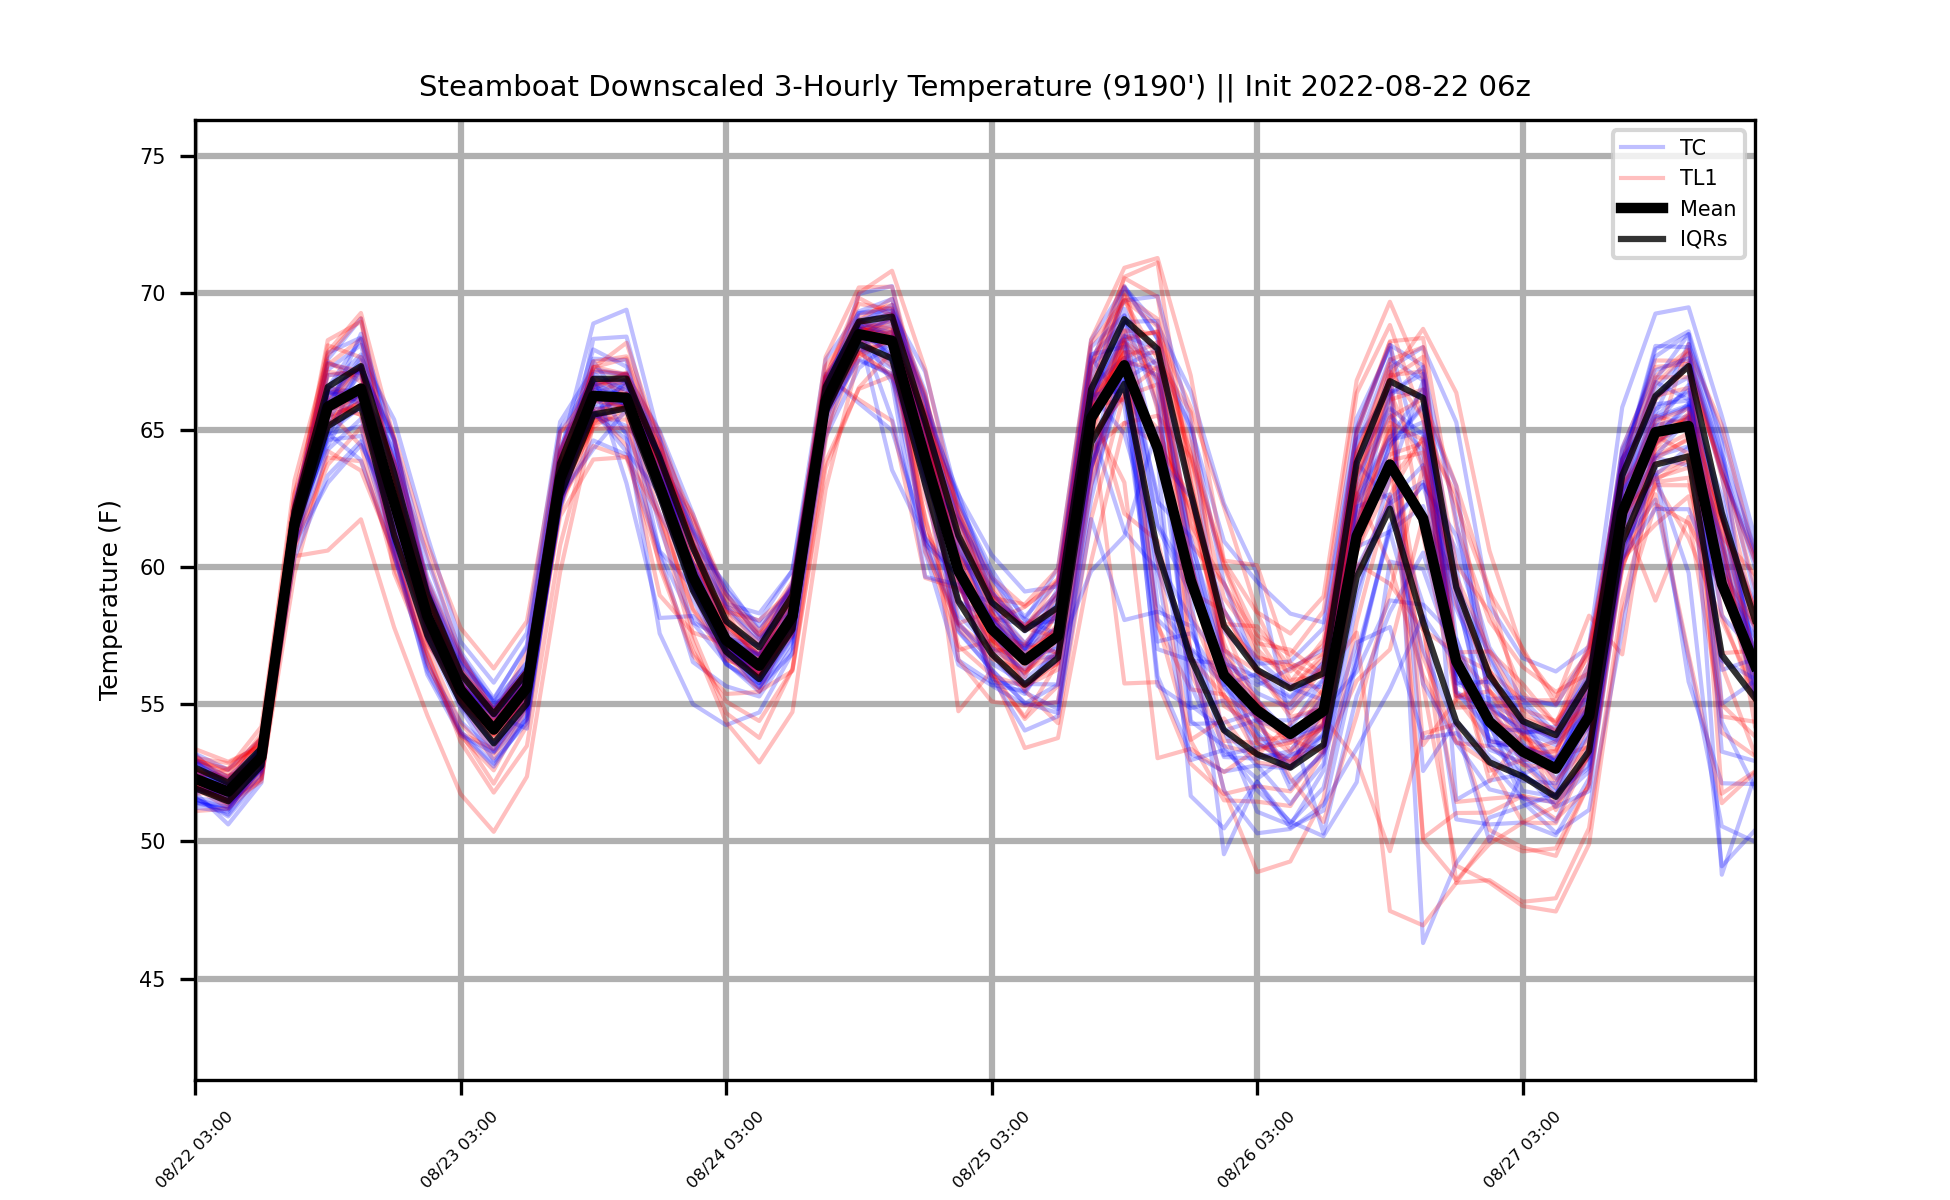 Steamboat Downscaled 3-Hourly Temperature (9190') || Init 2022-08-22 06z
TC
TL1
Mean
IQRs
Temperature (F)
75
70
65
60
55
50
45
08/22 03:00
08/23 03:00
08/24 03:00
08/25 03:00
08/26 03:00
08/27 03:00